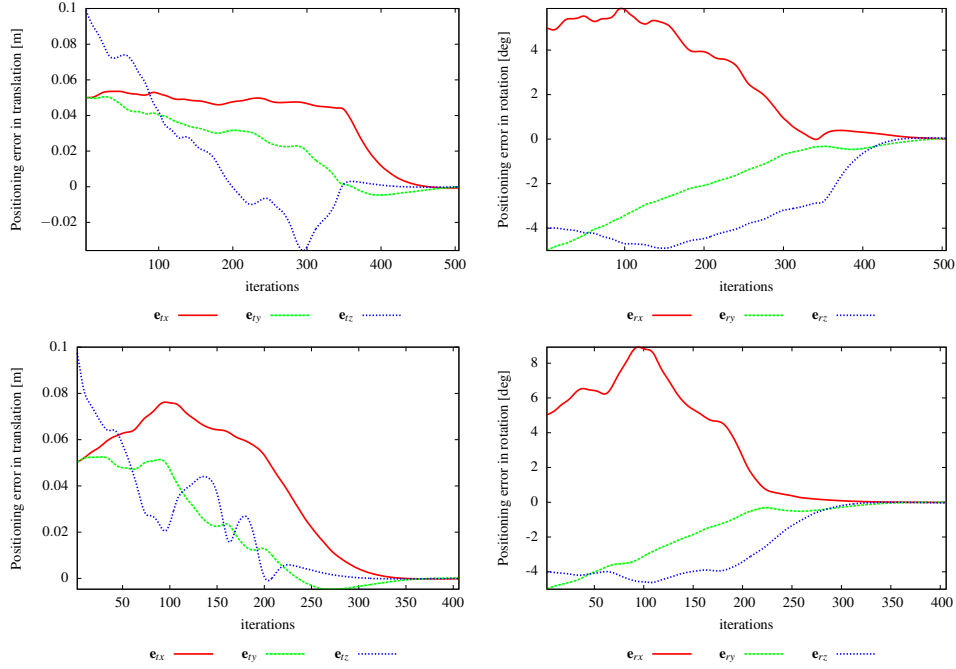 0.1
0.08
0.06
0.04
0.02
0
−0.02
100
200
300
400
500
Positioning error in translation [m]
iterations
e_tx
e_ty
e_tz
4
2
0
-2
-4
100
200
300
400
500
Positioning error in rotation [deg]
iterations
e_rx
e_ry
e_rz
0.1
0.08
0.06
0.04
0.02
0
50
100
150
200
250
300
350
400
Positioning error in translation [m]
iterations
e_tx
e_ty
e_tz
8
6
4
2
0
-2
-4
50
100
150
200
250
300
350
400
Positioning error in rotation [deg]
iterations
e_rx
e_ry
e_rz